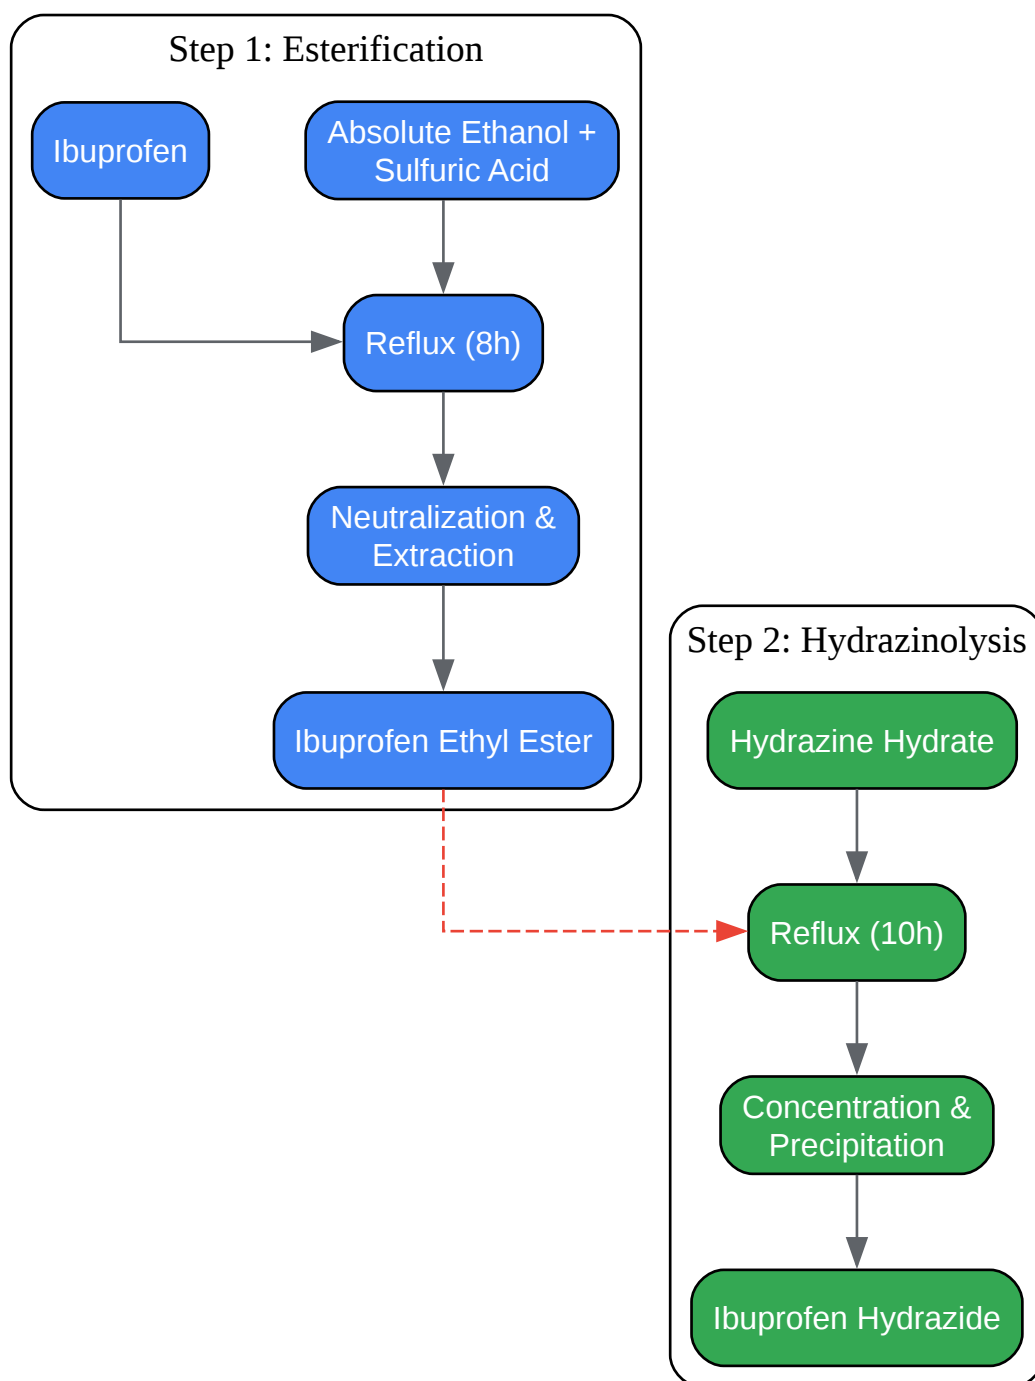 Step 1: Esterification
Ibuprofen
Absolute Ethanol +
Sulfuric Acid
Reflux (8h)
Neutralization &
Extraction
Ibuprofen Ethyl Ester
Step 2: Hydrazinolysis
Hydrazine Hydrate
Reflux (10h)
Concentration &
Precipitation
Ibuprofen Hydrazide